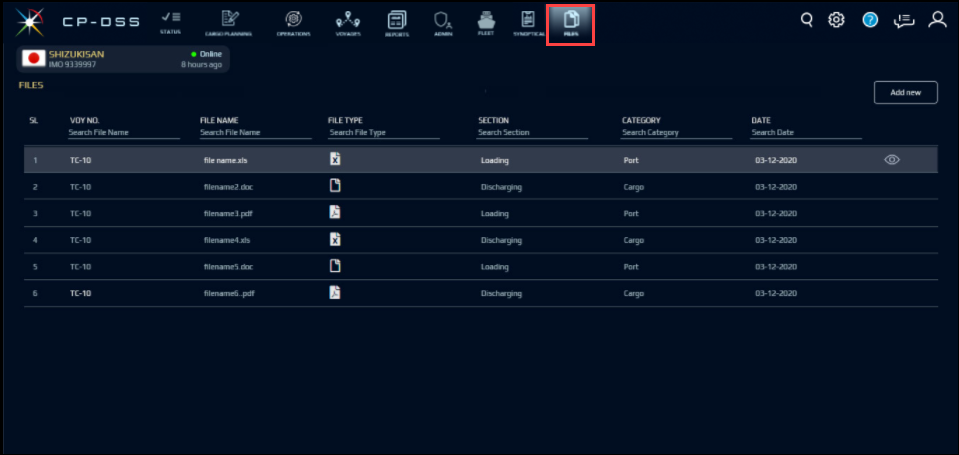 CP-DSS
STATUS
CARGO PLANNING
OPERATIONS
VOYAGES
REPORTS
ADMIN
FLEET
SYNOPTICAL
FILES
SHIZUKISAN
Online
IMO 9339997
8 hours ago
FILES
Add new
SL VOY NO. FILE NAME FILE TYPE SECTION CATEGORY DATE
Search File Name Search File Name Search File Type Search Section Search Category Search Date
1 TC-10 file name.xls X Loading Port 03-12-2020
2 TC-10 filename2.doc Discharging Cargo 03-12-2020
3 TC-10 filename3.pdf Loading Port 03-12-2020
4 TC-10 filename4.xls X Discharging Cargo 03-12-2020
5 TC-10 filename5.doc Loading Port 03-12-2020
6 TC-10 filename6..pdf Discharging Cargo 03-12-2020